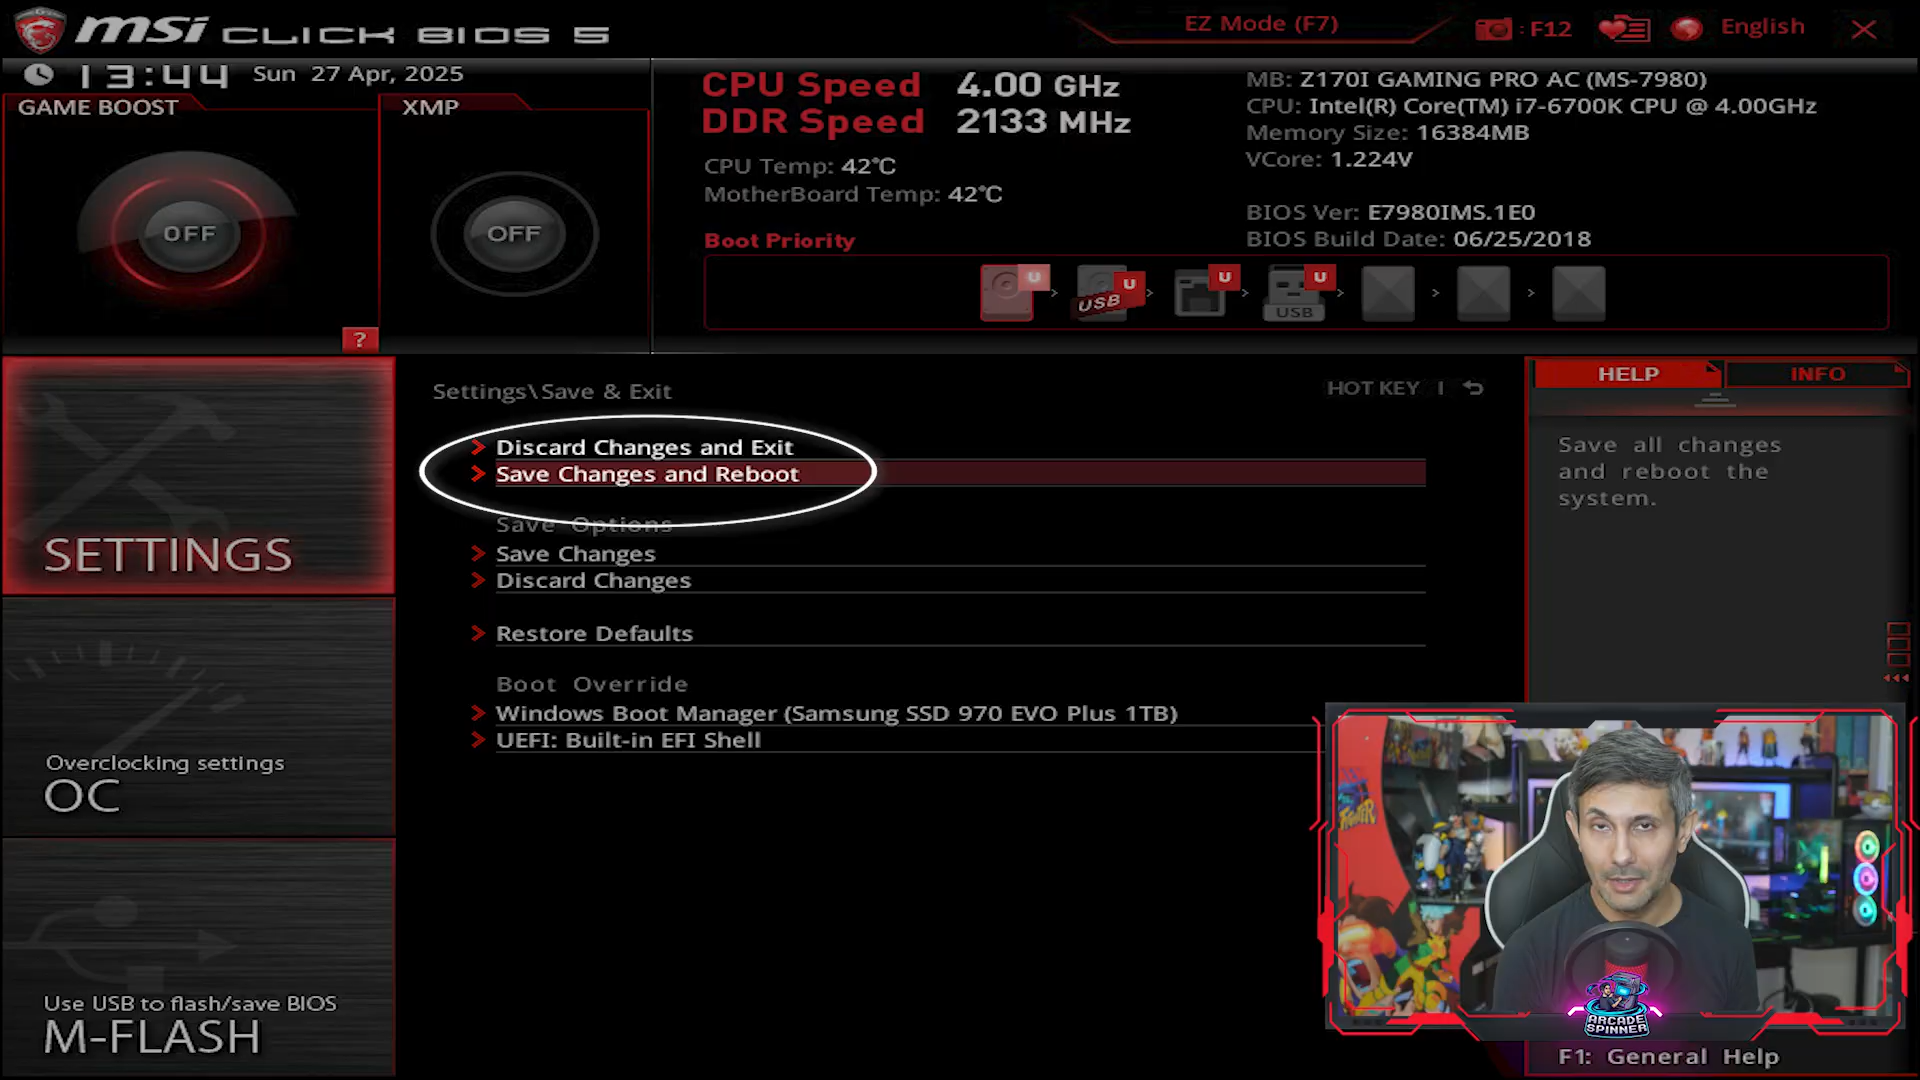 msi CLICK BIOS 5
EZ Mode (F7)
: F12
English
13:44 Sun 27 Apr, 2025
GAME BOOST
XMP
OFF
OFF
?
CPU Speed 4.00 GHz
DDR Speed 2133 MHz
CPU Temp: 42°C
MotherBoard Temp: 42°C
MB: Z170I GAMING PRO AC (MS-7980)
CPU: Intel(R) Core(TM) i7-6700K CPU @ 4.00GHz
Memory Size: 16384MB
VCore: 1.224V
BIOS Ver: E7980IMS.1E0
BIOS Build Date: 06/25/2018
Boot Priority
U
USB U
U
USB U
SETTINGS
Overclocking settings
OC
Use USB to flash/save BIOS
M-FLASH
Settings\Save & Exit
HOT KEY |
> Discard Changes and Exit
> Save Changes and Reboot
Save Options
> Save Changes
> Discard Changes
> Restore Defaults
Boot Override
> Windows Boot Manager (Samsung SSD 970 EVO Plus 1TB)
> UEFI: Built-in EFI Shell
HELP
INFO
Save all changes
and reboot the
system.
FIGHTER
ARCADE
SPINNER
F1: General Help